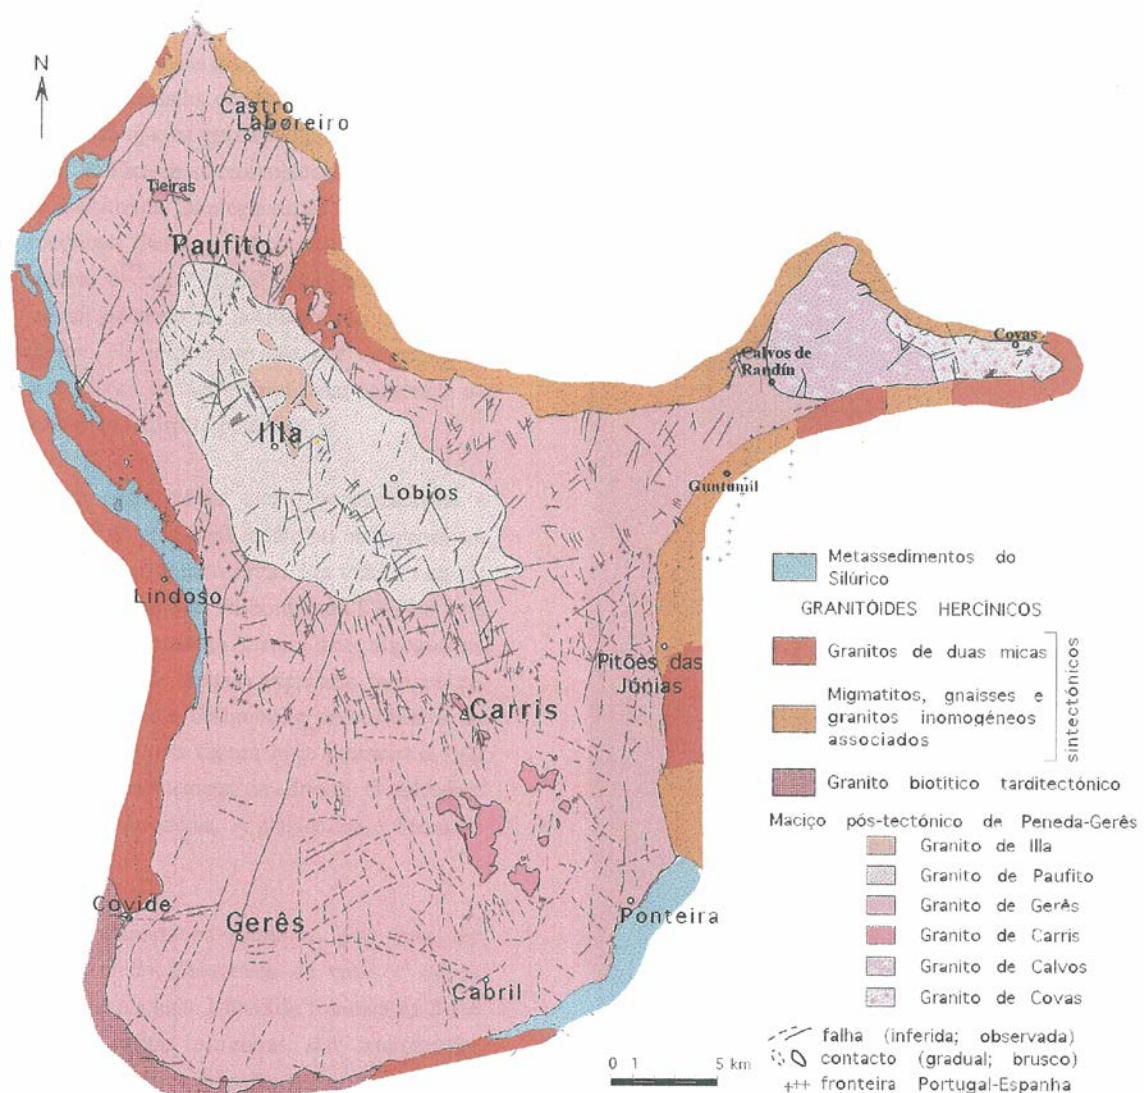 N
Castro
Laboreiro
Tieiras
Paufito
Covas
Calvos de
Randín
Illa
Lobios
Guntumil
Lindoso
Pitões das
Júnias
Carris
Covide
Gerês
Ponteira
Cabril
Metassedimentos do
Silúrico
GRANITÓIDES HERCÍNICOS
Granitos de duas micas
Migmatitos, gnaisses e
granitos inomogéneos
associados
sintectónicos
Granito biotítico tarditectónico
Maciço pós-tectónico de Peneda-Gerês
Granito de Illa
Granito de Paufito
Granito de Gerês
Granito de Carris
Granito de Calvos
Granito de Covas
falha (inferida; observada)
contacto (gradual; brusco)
fronteira Portugal-Espanha
0 1 5 km